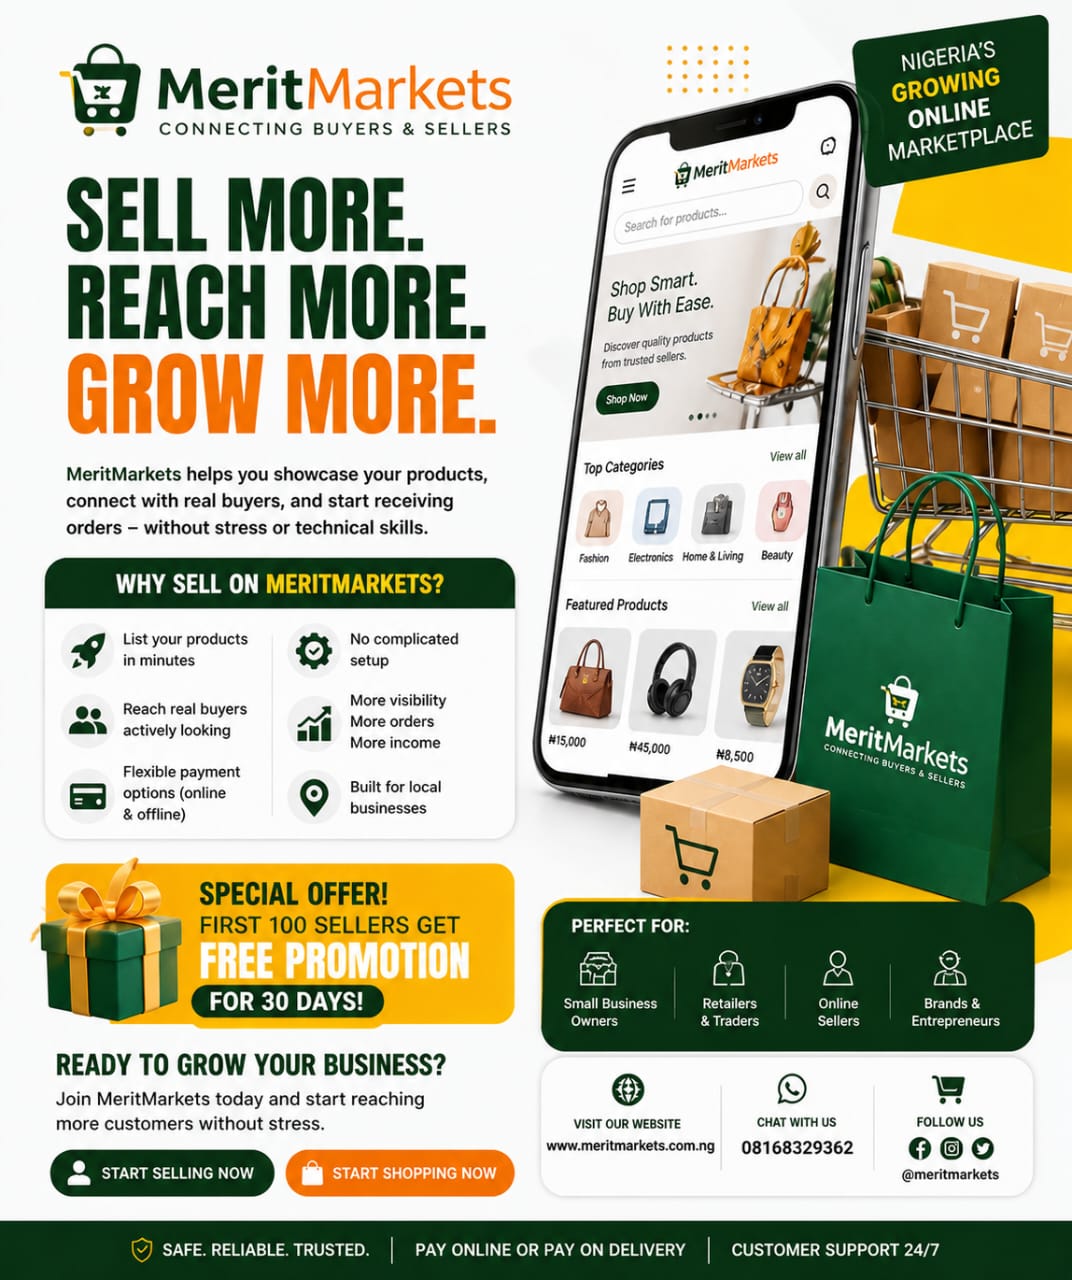 MeritMarkets
CONNECTING BUYERS & SELLERS
NIGERIA'S
GROWING
ONLINE
MARKETPLACE
SELL MORE.
REACH MORE.
GROW MORE.
MeritMarkets helps you showcase your products,
connect with real buyers, and start receiving
orders – without stress or technical skills.
WHY SELL ON MERITMARKETS?
List your products
in minutes
Reach real buyers
actively looking
Flexible payment
options (online
& offline)
No complicated
setup
More visibility
More orders
More income
Built for local
businesses
MeritMarkets
Search for products...
Shop Smart.
Buy With Ease.
Discover quality products
from trusted sellers.
Shop Now
Top Categories
View all
Fashion
Electronics
Home & Living
Beauty
Featured Products
View all
₦15,000
₦45,000
₦8,500
MeritMarkets
CONNECTING BUYERS & SELLERS
SPECIAL OFFER!
FIRST 100 SELLERS GET
FREE PROMOTION
FOR 30 DAYS!
PERFECT FOR:
Small Business
Owners
Retailers
& Traders
Online
Sellers
Brands &
Entrepreneurs
READY TO GROW YOUR BUSINESS?
Join MeritMarkets today and start reaching
more customers without stress.
START SELLING NOW
START SHOPPING NOW
VISIT OUR WEBSITE
www.meritmarkets.com.ng
CHAT WITH US
08168329362
FOLLOW US
@meritmarkets
SAFE. RELIABLE. TRUSTED.
PAY ONLINE OR PAY ON DELIVERY
CUSTOMER SUPPORT 24/7